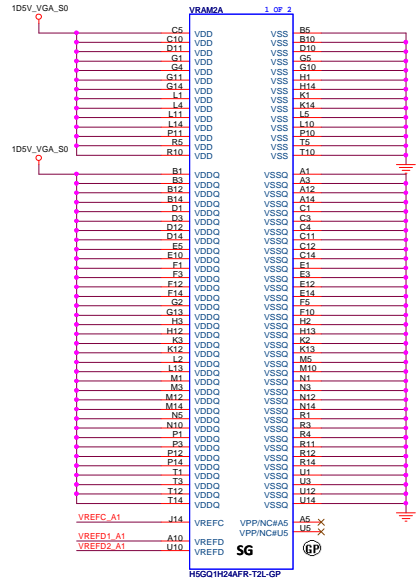 1D5V_VGA_S0
VRAM2A 1 OF 2
C5 VDD VSS B5
C10 VDD VSS B10
D11 VDD VSS D10
G1 VDD VSS G5
G4 VDD VSS G10
G11 VDD VSS H1
G14 VDD VSS H14
L1 VDD VSS K1
L4 VDD VSS K14
L11 VDD VSS L5
L14 VDD VSS L10
P11 VDD VSS P10
R5 VDD VSS T5
R10 VDD VSS T10
1D5V_VGA_S0
B1 VDDQ VSSQ A1
B3 VDDQ VSSQ A3
B12 VDDQ VSSQ A12
B14 VDDQ VSSQ A14
D1 VDDQ VSSQ C1
D3 VDDQ VSSQ C3
D12 VDDQ VSSQ C4
D14 VDDQ VSSQ C11
E5 VDDQ VSSQ C12
E10 VDDQ VSSQ C14
F1 VDDQ VSSQ E1
F3 VDDQ VSSQ E3
F12 VDDQ VSSQ E12
F14 VDDQ VSSQ E14
G2 VDDQ VSSQ F5
G13 VDDQ VSSQ F10
H3 VDDQ VSSQ H2
H12 VDDQ VSSQ H13
K3 VDDQ VSSQ K2
K12 VDDQ VSSQ K13
L2 VDDQ VSSQ M5
L13 VDDQ VSSQ M10
M1 VDDQ VSSQ N1
M3 VDDQ VSSQ N3
M12 VDDQ VSSQ N12
M14 VDDQ VSSQ N14
N5 VDDQ VSSQ R1
N10 VDDQ VSSQ R3
P1 VDDQ VSSQ R4
P3 VDDQ VSSQ R11
P12 VDDQ VSSQ R12
P14 VDDQ VSSQ R14
T1 VDDQ VSSQ U1
T3 VDDQ VSSQ U3
T12 VDDQ VSSQ U12
T14 VDDQ VSSQ U14
VREFC_A1 J14 VREFC VPP/NC#A5 A5
VPP/NC#U5 U5
VREFD1_A1 A10 VREFD
VREFD2_A1 U10 VREFD SG GP
H5GQ1H24AFR-T2L-GP